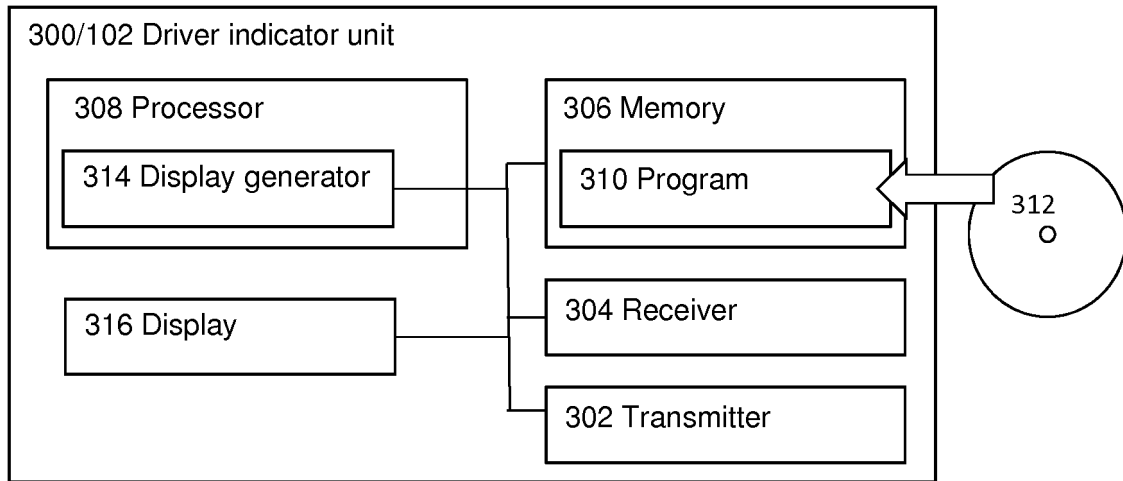 300/102 Driver indicator unit
308 Processor
314 Display generator
316 Display
306 Memory
310 Program
304 Receiver
302 Transmitter
312